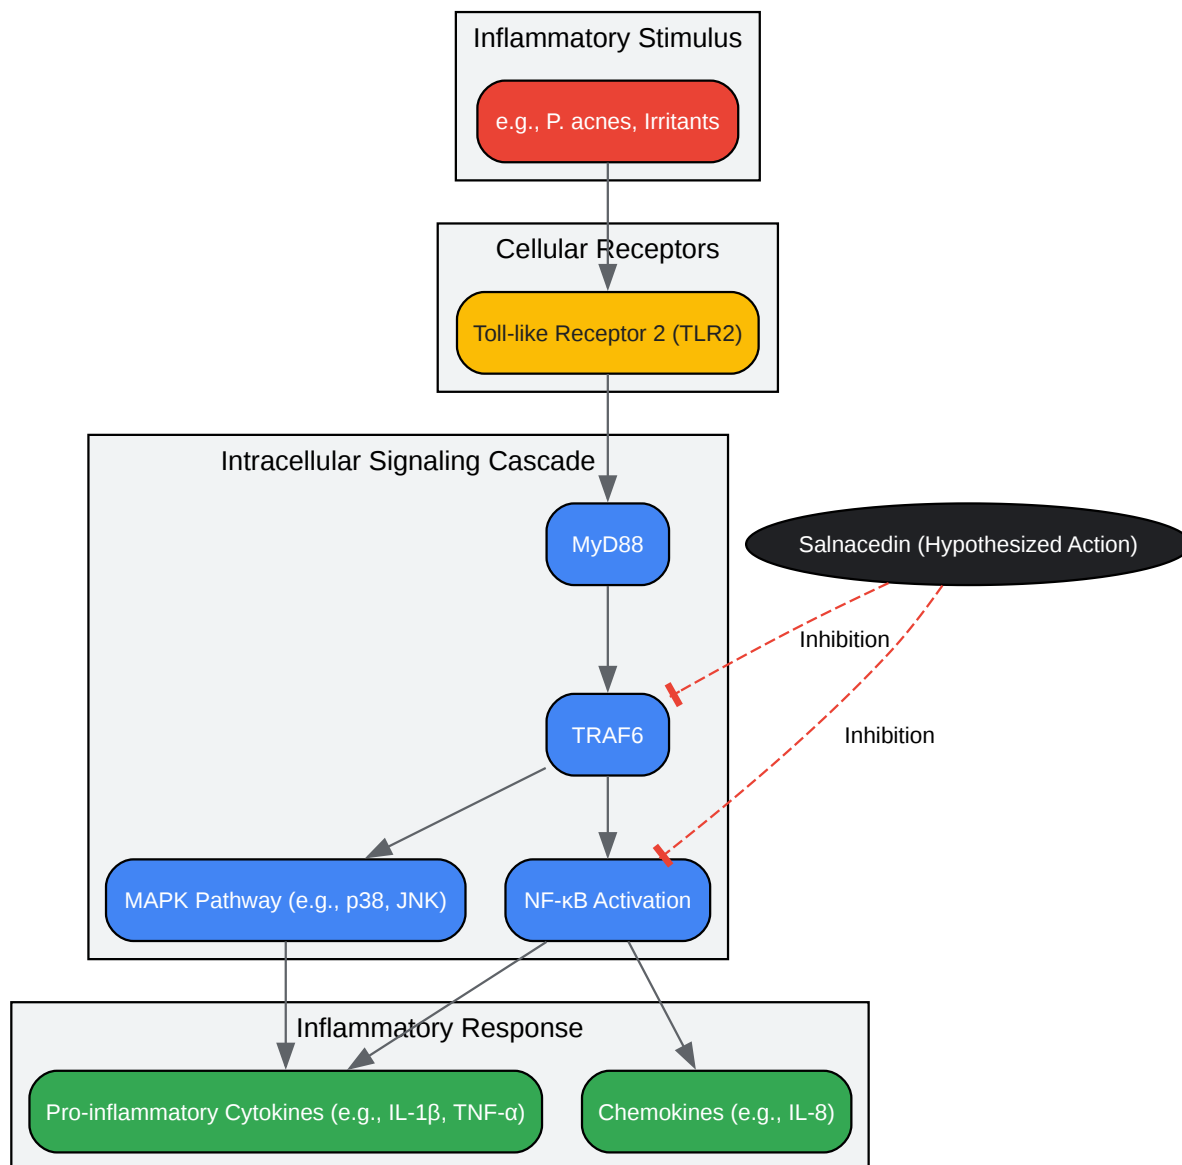 Inflammatory Stimulus
e.g., P. acnes, Irritants
Cellular Receptors
Toll-like Receptor 2 (TLR2)
Intracellular Signaling Cascade
MyD88
Salnacedin (Hypothesized Action)
Inhibition
TRAF6
Inhibition
MAPK Pathway (e.g., p38, JNK)
NF-κB Activation
Inflammatory Response
Pro-inflammatory Cytokines (e.g., IL-1β, TNF-α)
Chemokines (e.g., IL-8)